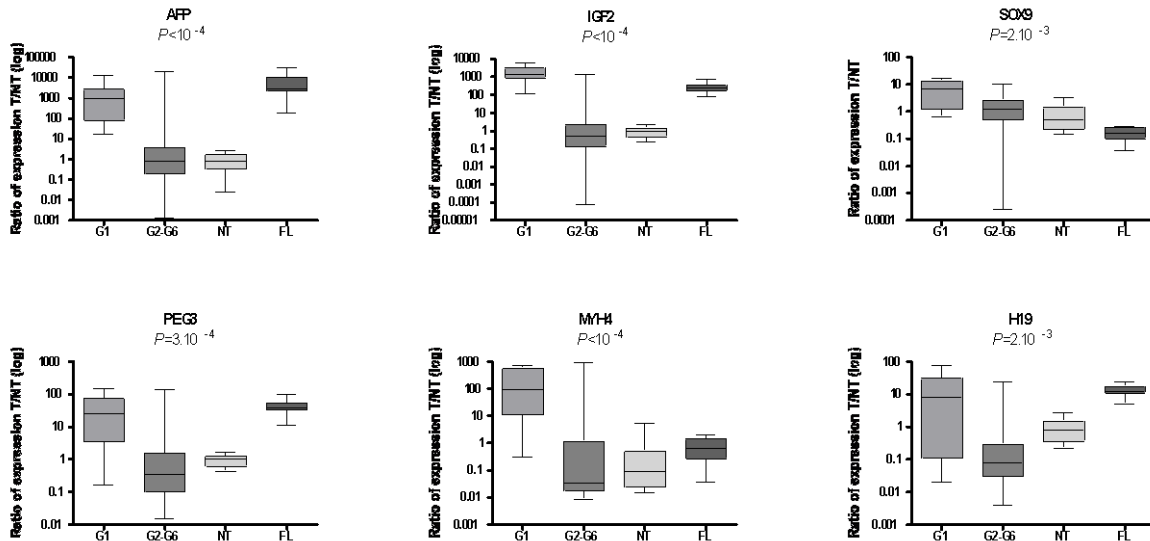 AFP
P<10 -4
Ratio of expression T/NT (log)
100000
10000
1000
100
10
1
0.1
0.01
0.001
G1 G2-G6 NT FL
IGF2
P<10 -4
Ratio of expression T/NT (log)
10000
1000
100
10
1
0.1
0.01
0.001
0.0001
0.00001
G1 G2-G6 NT FL
SOX9
P=2.10 -3
Ratio of expression T/NT
100
10
1
0.1
0.01
0.001
0.0001
G1 G2-G6 NT FL
PEG3
P=3.10 -4
Ratio of expression T/NT (log)
1000
100
10
1
0.1
0.01
G1 G2-G6 NT FL
MYH4
P<10 -4
Ratio of expression T/NT (log)
1000
100
10
1
0.1
0.01
0.001
G1 G2-G6 NT FL
H19
P=2.10 -3
Ratio of expression T/NT (log)
1000
100
10
1
0.1
0.01
0.001
G1 G2-G6 NT FL